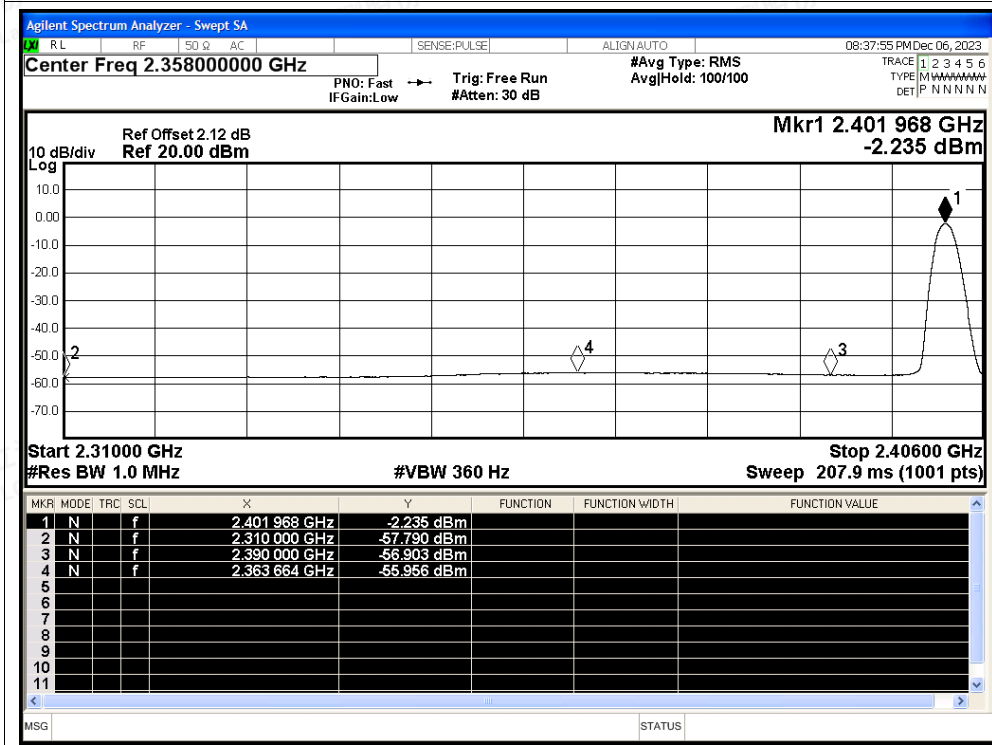 Agilent Spectrum Analyzer - Swept SA
LXI RL RF 50 Ω AC SENSE:PULSE ALIGN AUTO 08:37:55 PM Dec 06, 2023
Center Freq 2.358000000 GHz
PNO: Fast
IFGain:Low
Trig: Free Run
#Atten: 30 dB
#Avg Type: RMS
Avg|Hold: 100/100
TRACE 1 2 3 4 5 6
TYPE M
DET P N N N N N
Mkr1 2.401 968 GHz
-2.235 dBm
Ref Offset 2.12 dB
10 dB/div Ref 20.00 dBm
Log
10.0
0.00
-10.0
-20.0
-30.0
-40.0
-50.0
-60.0
-70.0
1
2
4
3
Start 2.31000 GHz Stop 2.40600 GHz
#Res BW 1.0 MHz #VBW 360 Hz Sweep 207.9 ms (1001 pts)
MKR MODE TRC SCL X Y FUNCTION FUNCTION WIDTH FUNCTION VALUE
1 N f 2.401 968 GHz -2.235 dBm
2 N f 2.310 000 GHz -57.790 dBm
3 N f 2.390 000 GHz -56.903 dBm
4 N f 2.363 664 GHz -55.956 dBm
5
6
7
8
9
10
11
MSG STATUS